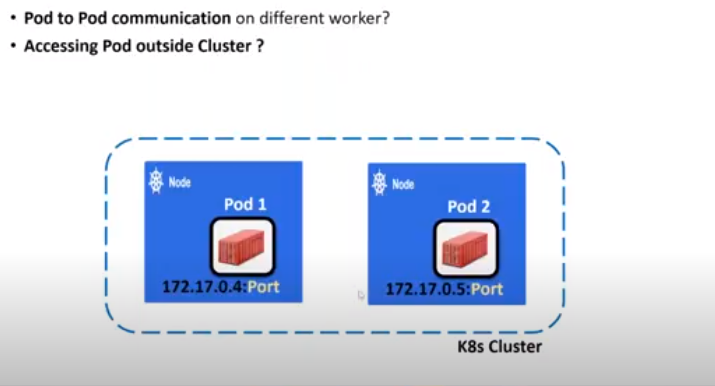 • Pod to Pod communication on different worker?
• Accessing Pod outside Cluster ?
Node
Pod 1
172.17.0.4:Port
Node
Pod 2
172.17.0.5:Port
K8s Cluster